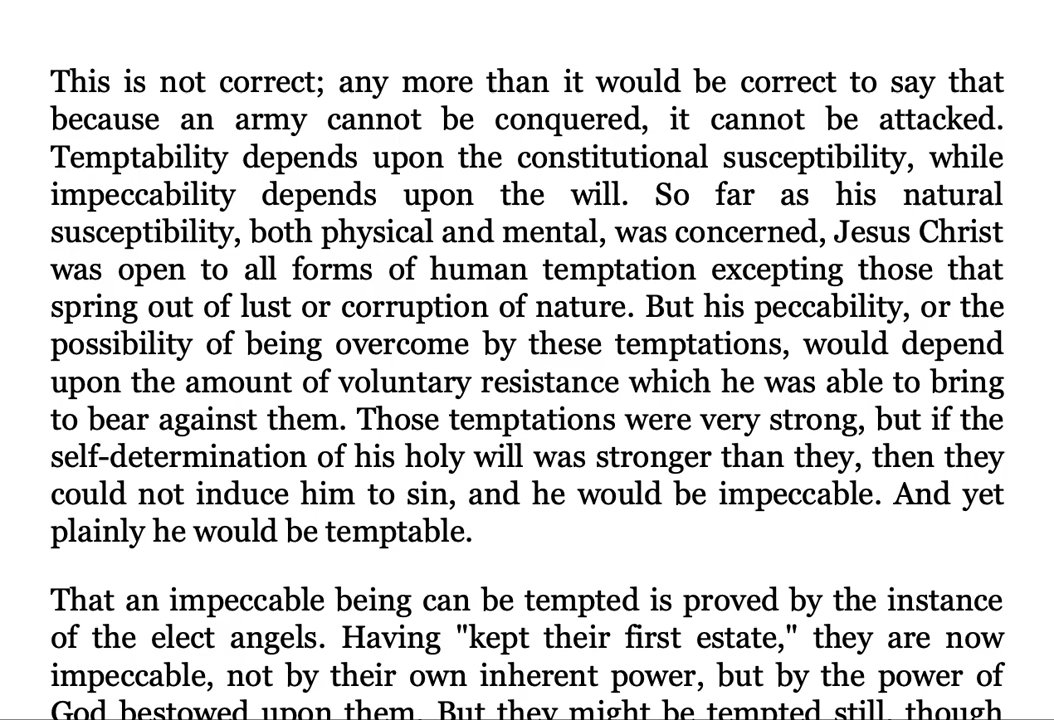 This is not correct; any more than it would be correct to say that
because an army cannot be conquered, it cannot be attacked.
Temptability depends upon the constitutional susceptibility, while
impeccability depends upon the will. So far as his natural
susceptibility, both physical and mental, was concerned, Jesus Christ
was open to all forms of human temptation excepting those that
spring out of lust or corruption of nature. But his peccability, or the
possibility of being overcome by these temptations, would depend
upon the amount of voluntary resistance which he was able to bring
to bear against them. Those temptations were very strong, but if the
self-determination of his holy will was stronger than they, then they
could not induce him to sin, and he would be impeccable. And yet
plainly he would be temptable.
That an impeccable being can be tempted is proved by the instance
of the elect angels. Having "kept their first estate," they are now
impeccable, not by their own inherent power, but by the power of
God bestowed upon them. But they might be tempted still, though